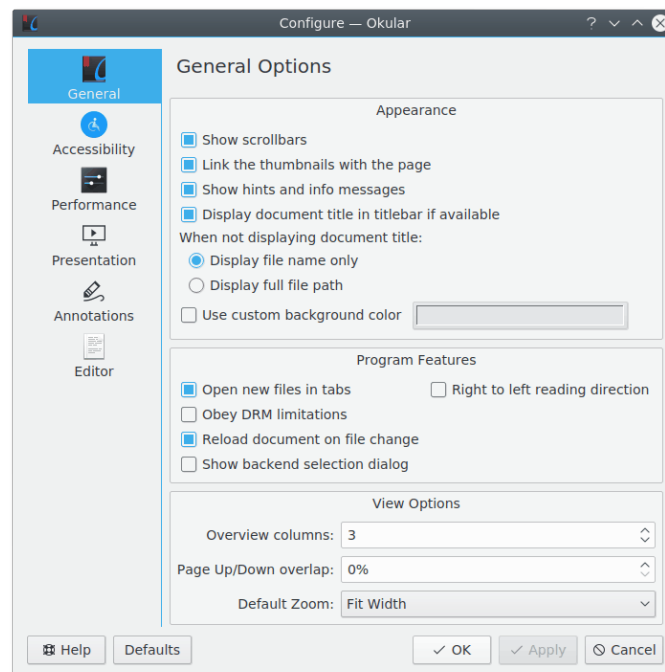 Configure — Okular
General
Accessibility
Performance
Presentation
Annotations
Editor
General Options
Appearance
Show scrollbars
Link the thumbnails with the page
Show hints and info messages
Display document title in titlebar if available
When not displaying document title:
Display file name only
Display full file path
Use custom background color
Program Features
Open new files in tabs Right to left reading direction
Obey DRM limitations
Reload document on file change
Show backend selection dialog
View Options
Overview columns: 3
Page Up/Down overlap: 0%
Default Zoom: Fit Width
Help Defaults OK Apply Cancel